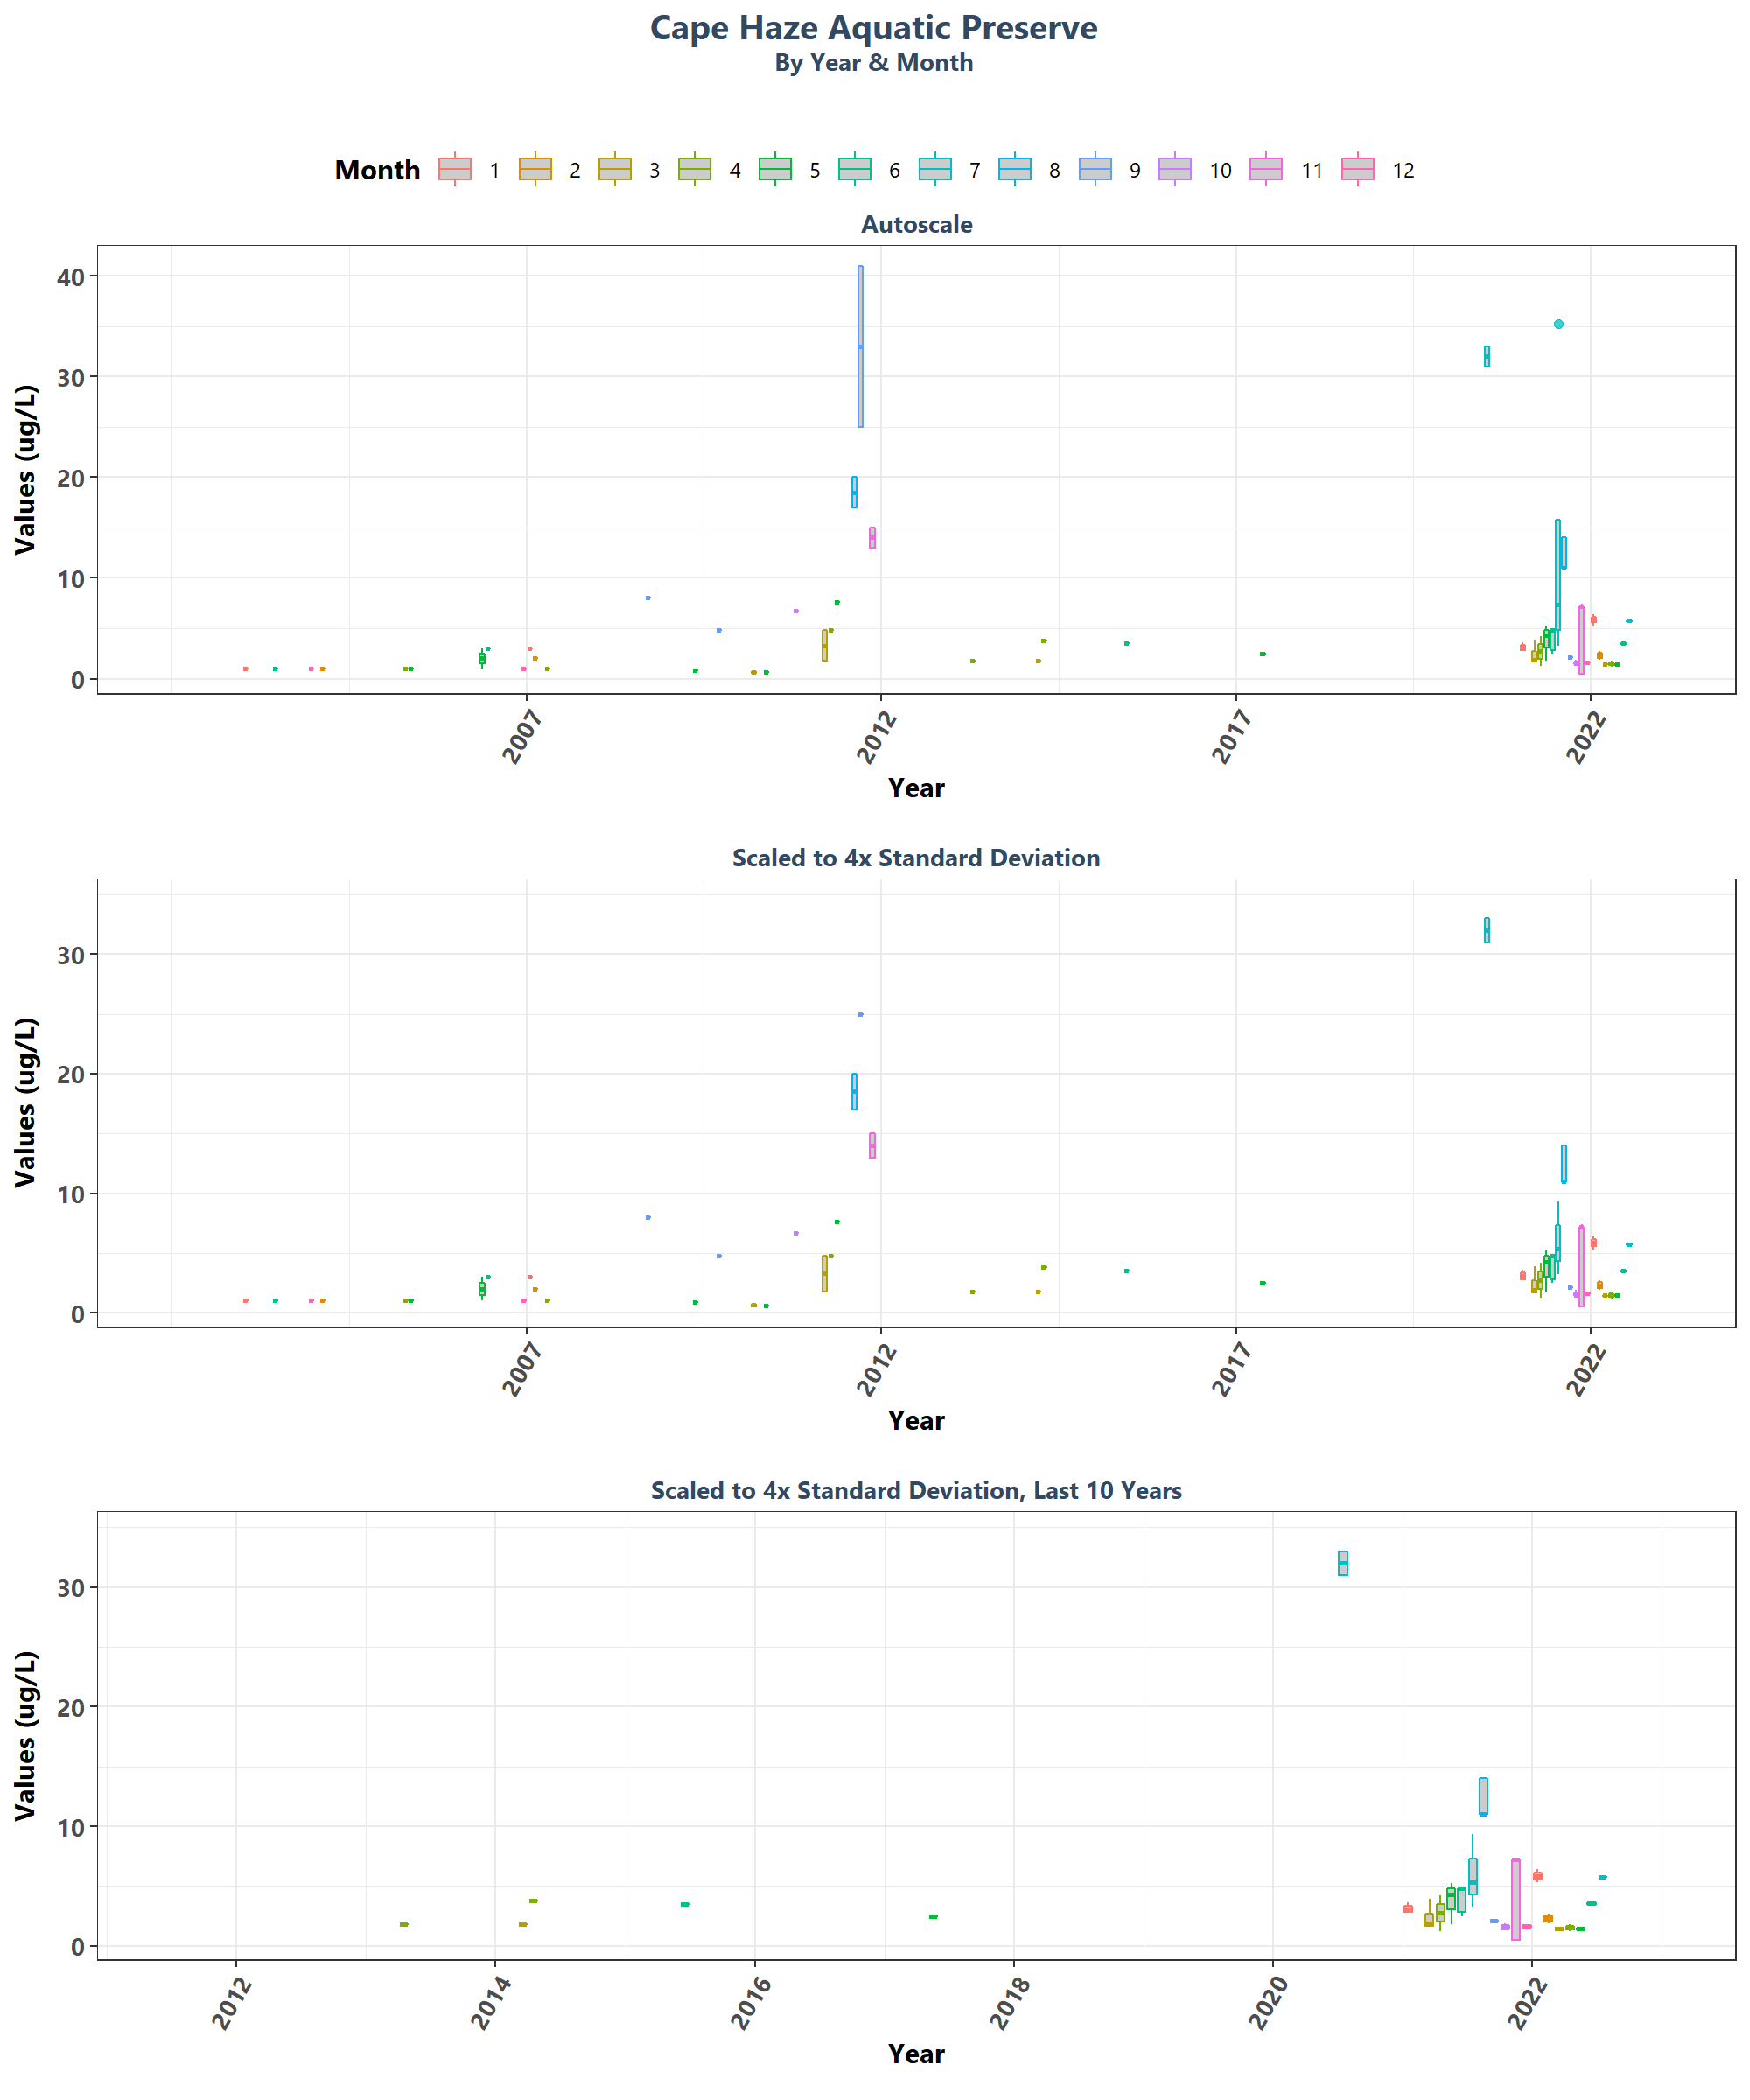 Cape Haze Aquatic Preserve
By Year & Month
Month 1 2 3 4 5 6 7 8 9 10 11 12
Autoscale
Values (ug/L)
40
30
20
10
0
2007 2012 2017 2022
Year
Scaled to 4x Standard Deviation
Values (ug/L)
30
20
10
0
2007 2012 2017 2022
Year
Scaled to 4x Standard Deviation, Last 10 Years
Values (ug/L)
30
20
10
0
2012 2014 2016 2018 2020 2022
Year